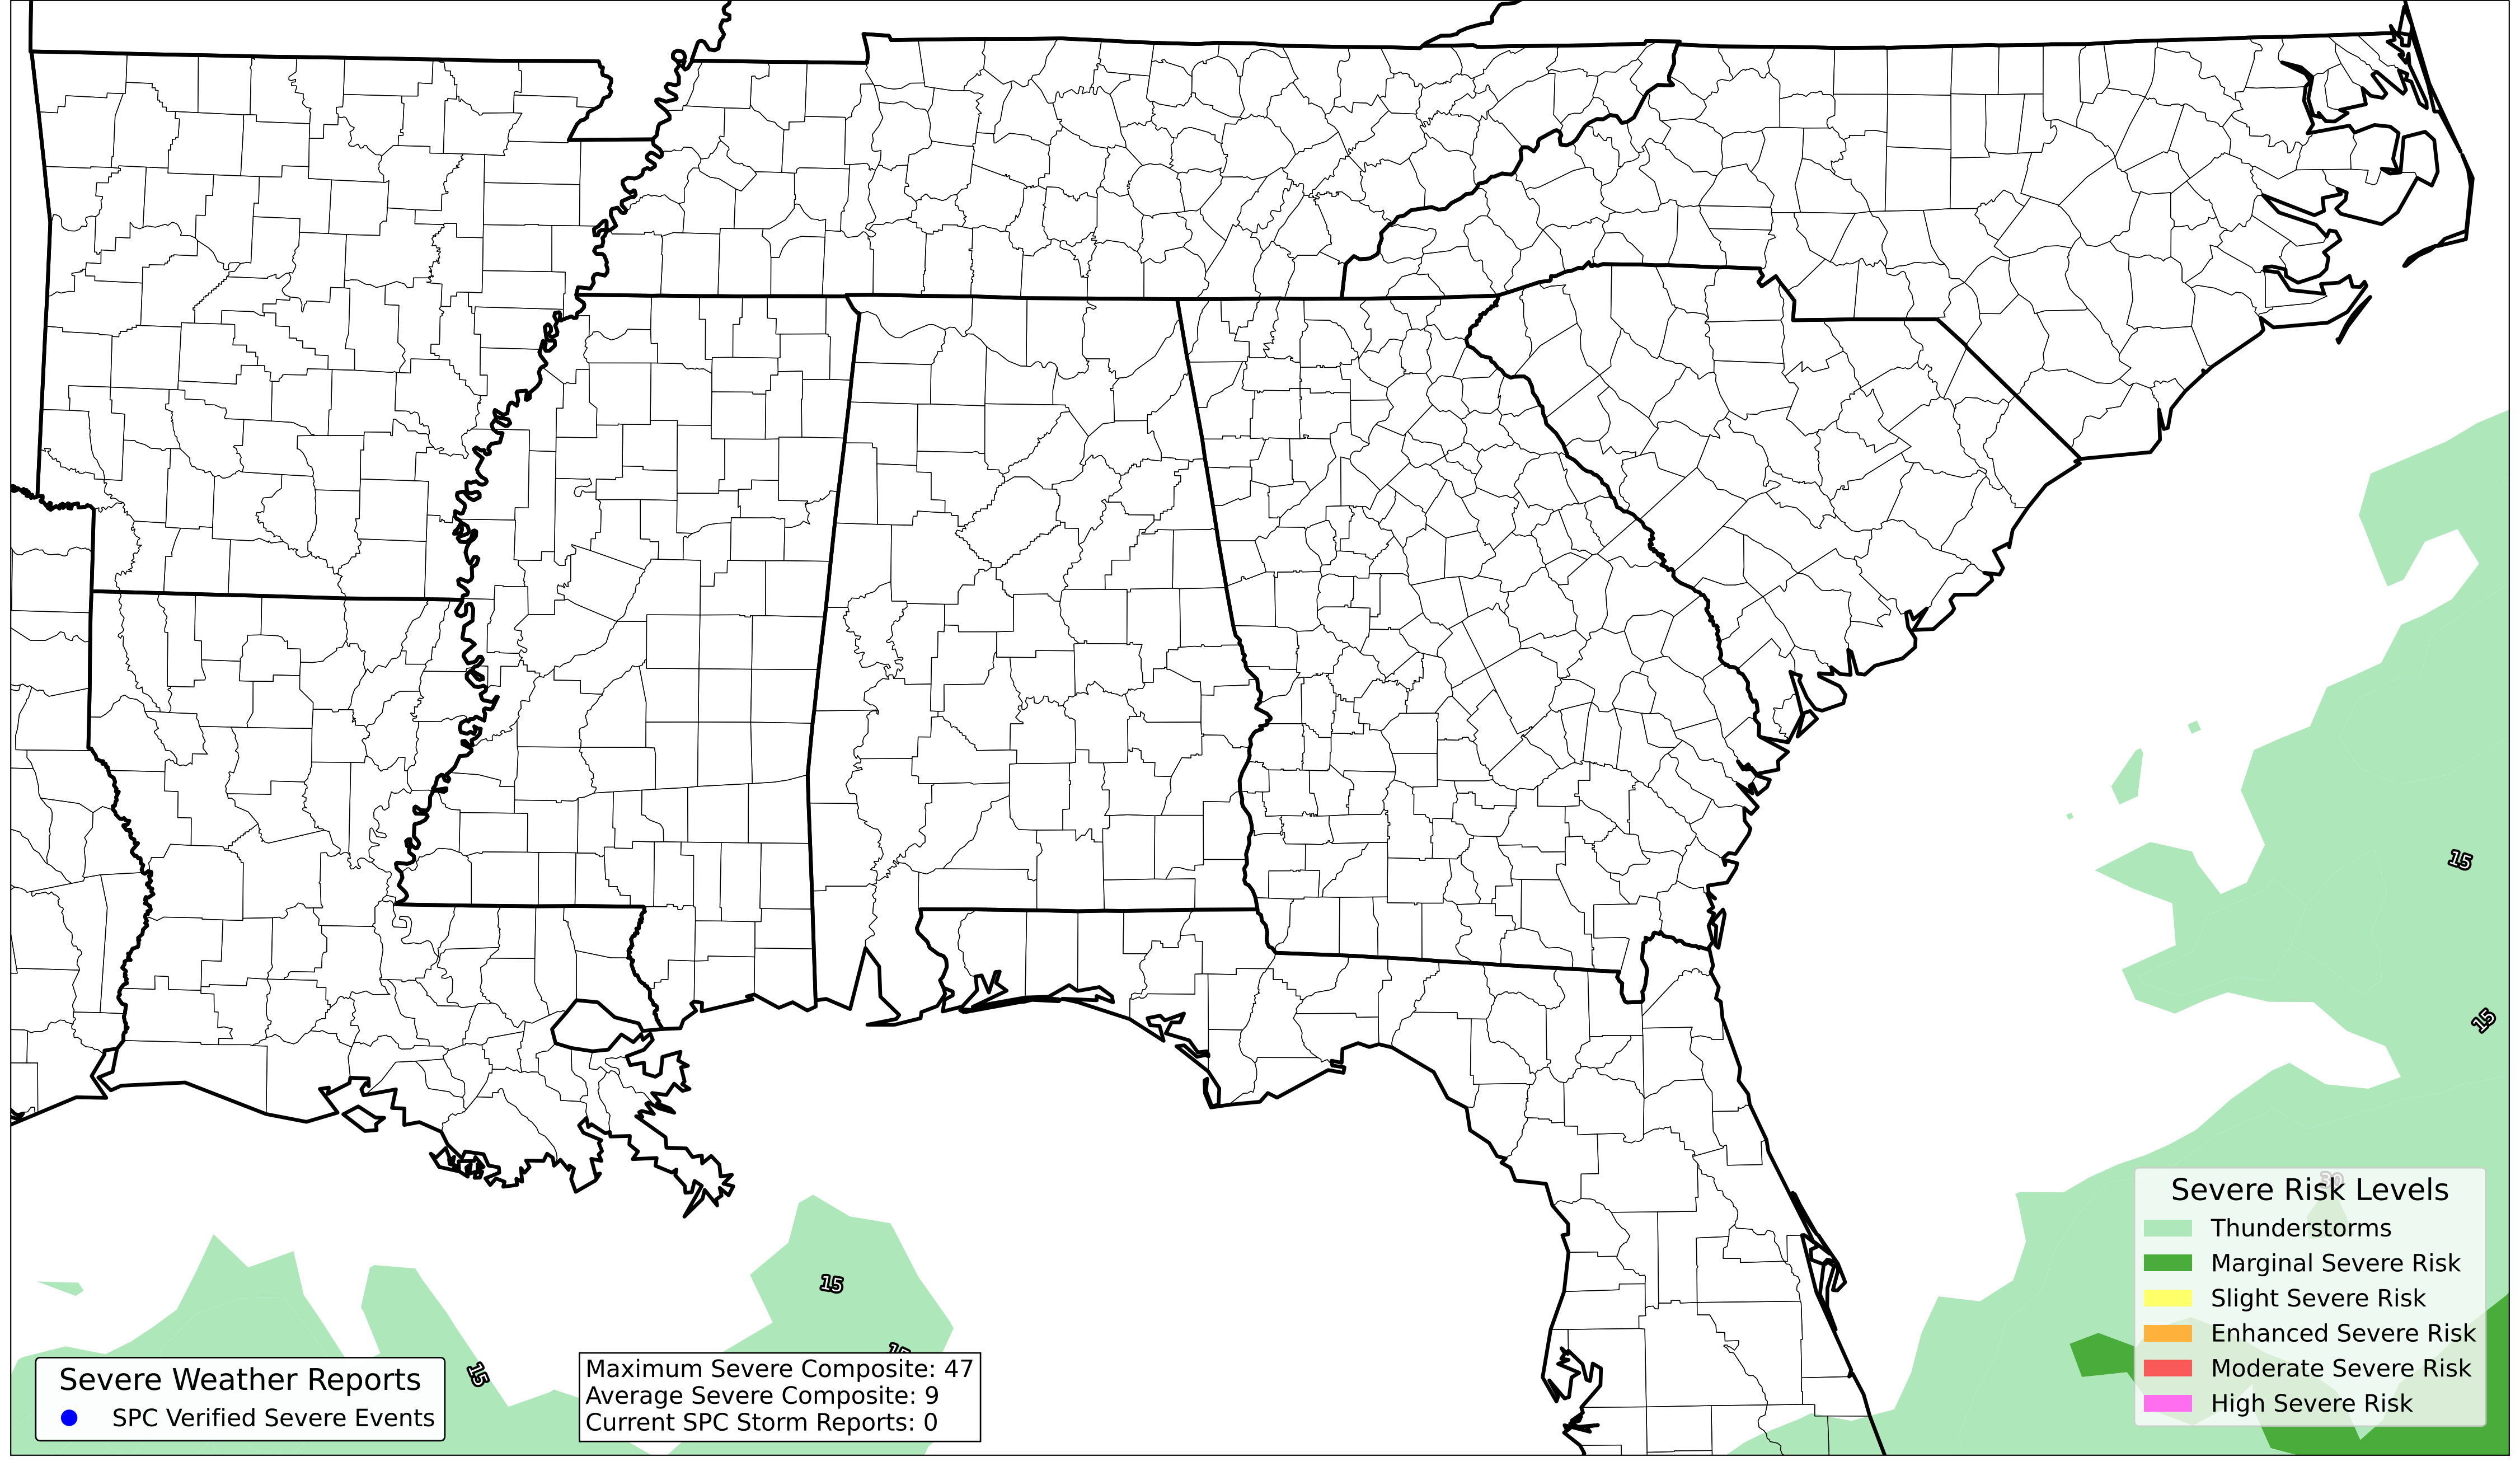 15
15
30
Severe Risk Levels
Thunderstorms
Marginal Severe Risk
Slight Severe Risk
Enhanced Severe Risk
Moderate Severe Risk
High Severe Risk
15
15
15
Severe Weather Reports
SPC Verified Severe Events
Maximum Severe Composite: 47
Average Severe Composite: 9
Current SPC Storm Reports: 0